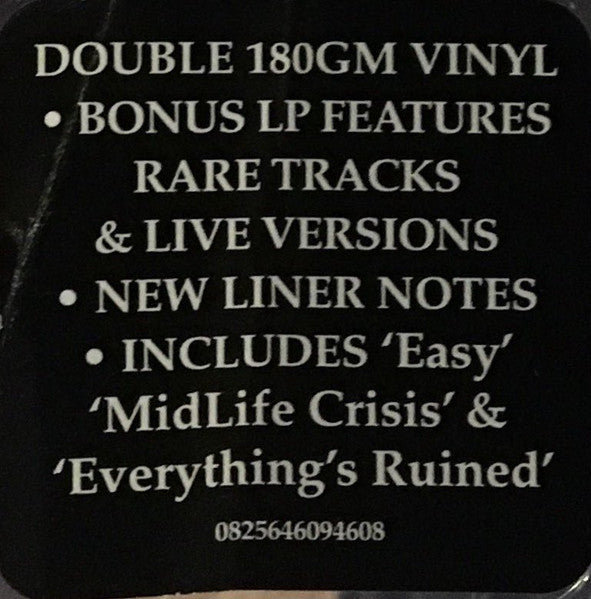 DOUBLE 180GM VINYL
• BONUS LP FEATURES
RARE TRACKS
& LIVE VERSIONS
• NEW LINER NOTES
• INCLUDES ‘Easy’
‘MidLife Crisis’ &
‘Everything’s Ruined’
0825646094608